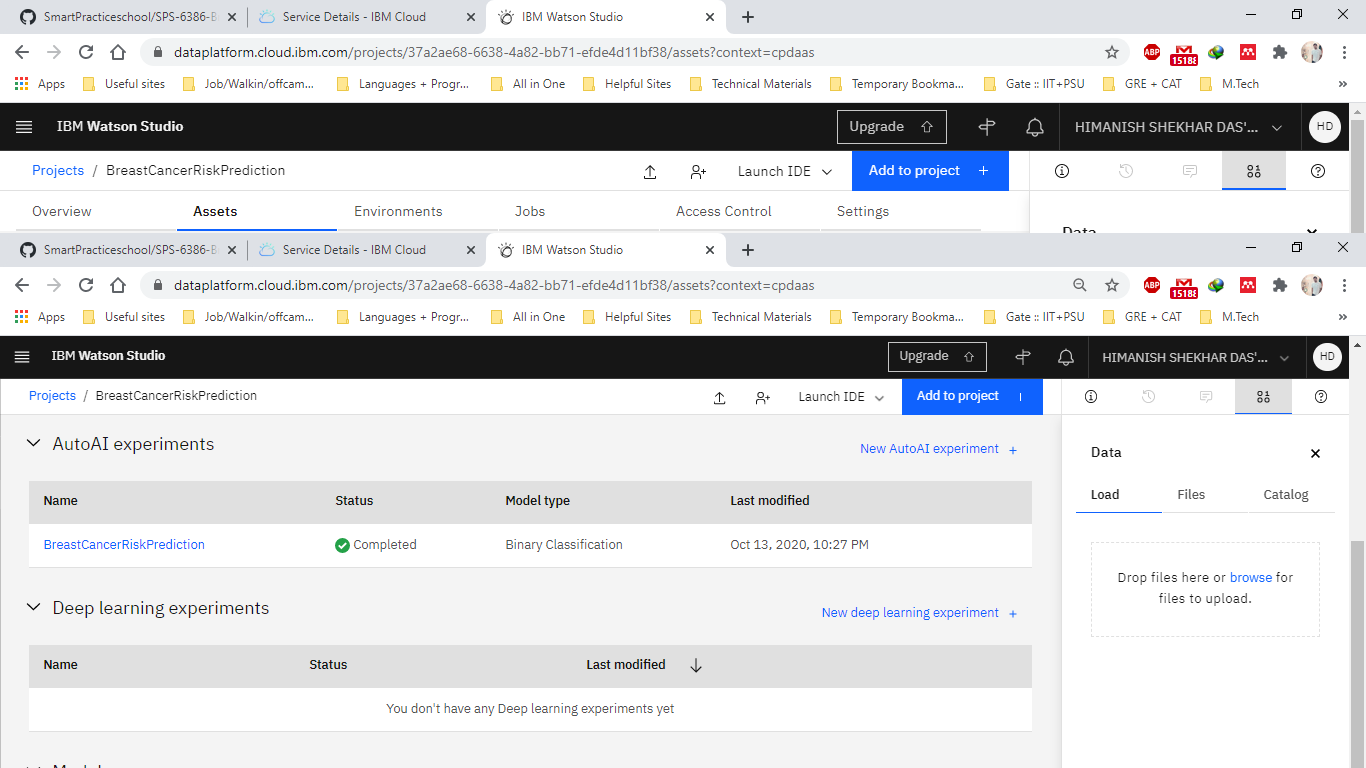 SmartPracticeschool/SPS-6386-B
Service Details - IBM Cloud
IBM Watson Studio
dataplatform.cloud.ibm.com/projects/37a2ae68-6638-4a82-bb71-efde4d11bf38/assets?context=cpdaas
ABP
15188
Apps
Useful sites
Job/Walkin/offcam...
Languages + Progr...
All in One
Helpful Sites
Technical Materials
Temporary Bookma...
Gate :: IIT+PSU
GRE + CAT
M.Tech
»
IBM Watson Studio
Upgrade
HIMANISH SHEKHAR DAS'...
HD
Projects / BreastCancerRiskPrediction
Launch IDE
Add to project +
Overview
Assets
Environments
Jobs
Access Control
Settings
Data
SmartPracticeschool/SPS-6386-B
Service Details - IBM Cloud
IBM Watson Studio
dataplatform.cloud.ibm.com/projects/37a2ae68-6638-4a82-bb71-efde4d11bf38/assets?context=cpdaas
ABP
15188
Apps
Useful sites
Job/Walkin/offcam...
Languages + Progr...
All in One
Helpful Sites
Technical Materials
Temporary Bookma...
Gate :: IIT+PSU
GRE + CAT
M.Tech
»
IBM Watson Studio
Upgrade
HIMANISH SHEKHAR DAS'...
HD
Projects / BreastCancerRiskPrediction
Launch IDE
Add to project
AutoAI experiments
New AutoAI experiment +
Name Status Model type Last modified
BreastCancerRiskPrediction Completed Binary Classification Oct 13, 2020, 10:27 PM
Deep learning experiments
New deep learning experiment +
Name Status Last modified
You don't have any Deep learning experiments yet
Data
Load
Files
Catalog
Drop files here or browse for
files to upload.